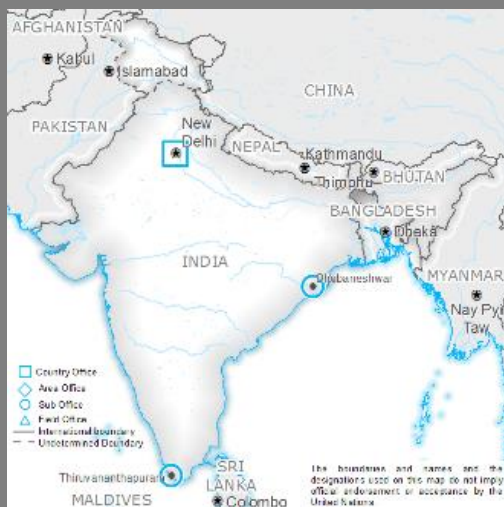 AFGHANISTAN
Kabul
Islamabad
CHINA
PAKISTAN
New
Delhi
NEPAL
Kathmandu
Thimphu
BHUTAN
BANGLADESH
Dhaka
INDIA
MYANMAR
Bhubaneshwar
Nay Pyi
Taw
Country Office
Area Office
Sub Office
Field Office
International boundary
Undetermined Boundary
Thiruvananthapuram
SRI
LANKA
Colombo
MALDIVES
The boundaries and names and the
designations used on this map do not imply
official endorsement or acceptance by the
United Nations